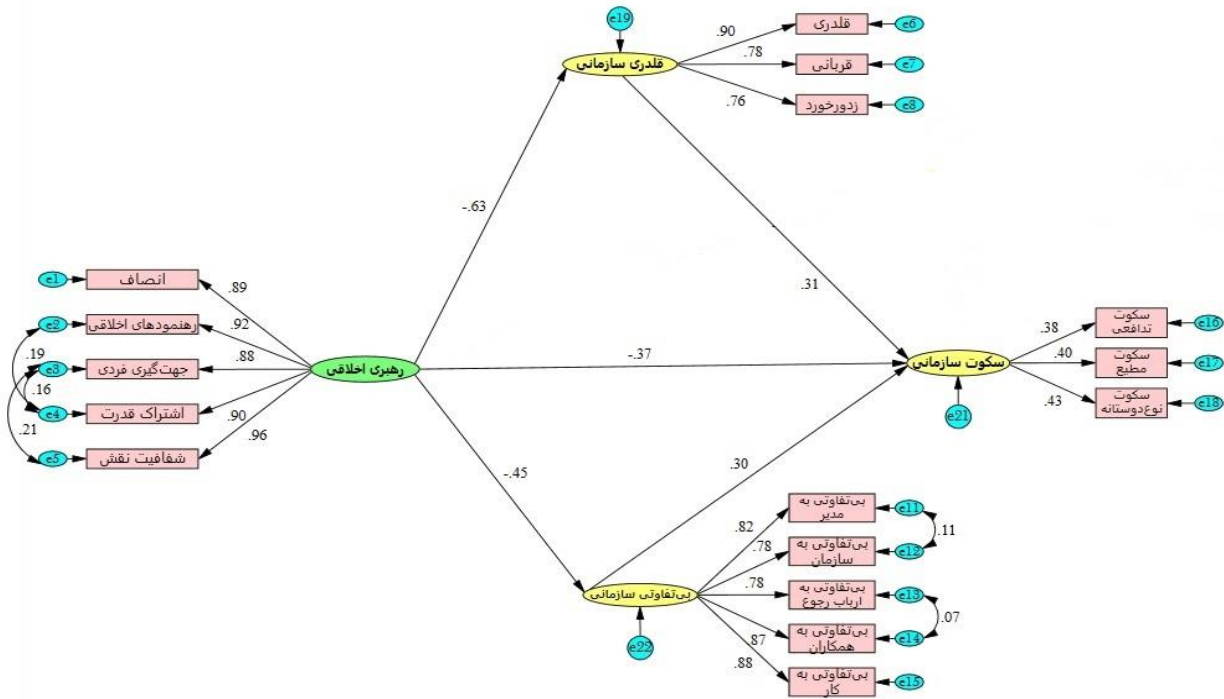 e19
قلدری سازمانی
.90
.78
.76
قلدری
قربانی
زدورخورد
e6
e7
e8
-.63
.31
-.37
-.45
.30
e1
e2
e3
e4
e5
.19
.16
.21
انصاف
رهنمودهای اخلاقی
جهت‌گیری فردی
اشتراک قدرت
شفافیت نقش
.89
.92
.88
.90
.96
رهبری اخلاقی
سکوت سازمانی
e21
.38
.40
.43
سکوت
تدافعی
سکوت
مطیع
سکوت
نوع‌دوستانه
e16
e17
e18
بی‌تفاوتی سازمانی
e22
.82
.78
.78
.87
.88
بی‌تفاوتی به
مدیر
بی‌تفاوتی به
سازمان
بی‌تفاوتی به
ارباب رجوع
بی‌تفاوتی به
همکاران
بی‌تفاوتی به
کار
e11
e12
e13
e14
e15
.11
.07